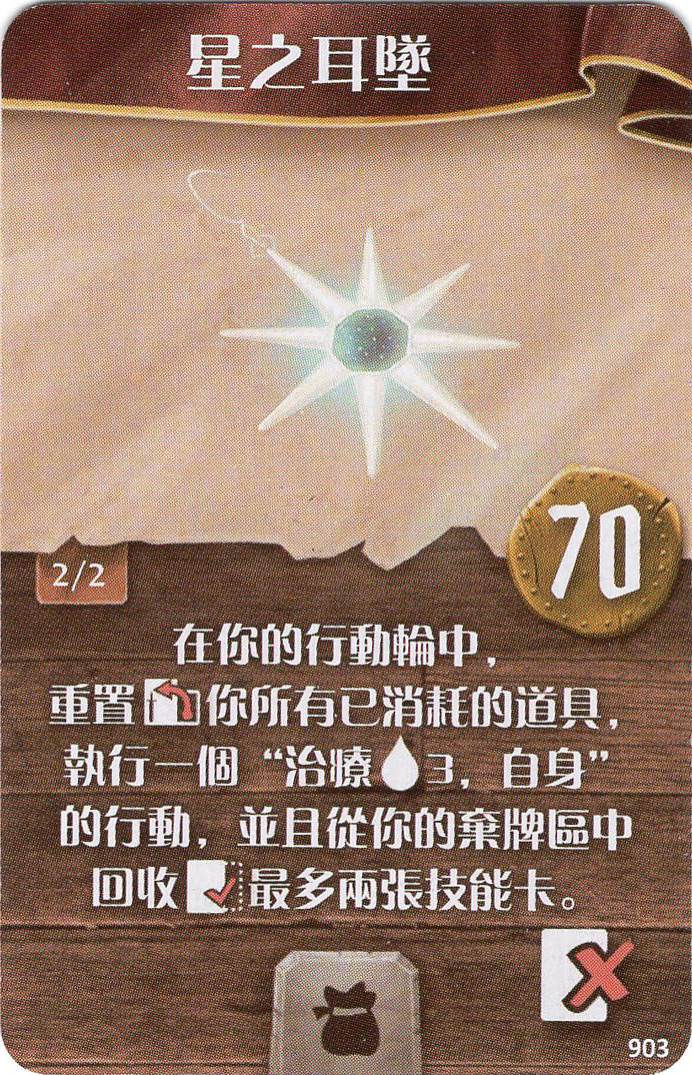 星之耳墜
70
2/2
在你的行動輪中，
重置你所有已消耗的道具，
執行一個“治療3，自身”
的行動，並且從你的棄牌區中
回收最多兩張技能卡。
903